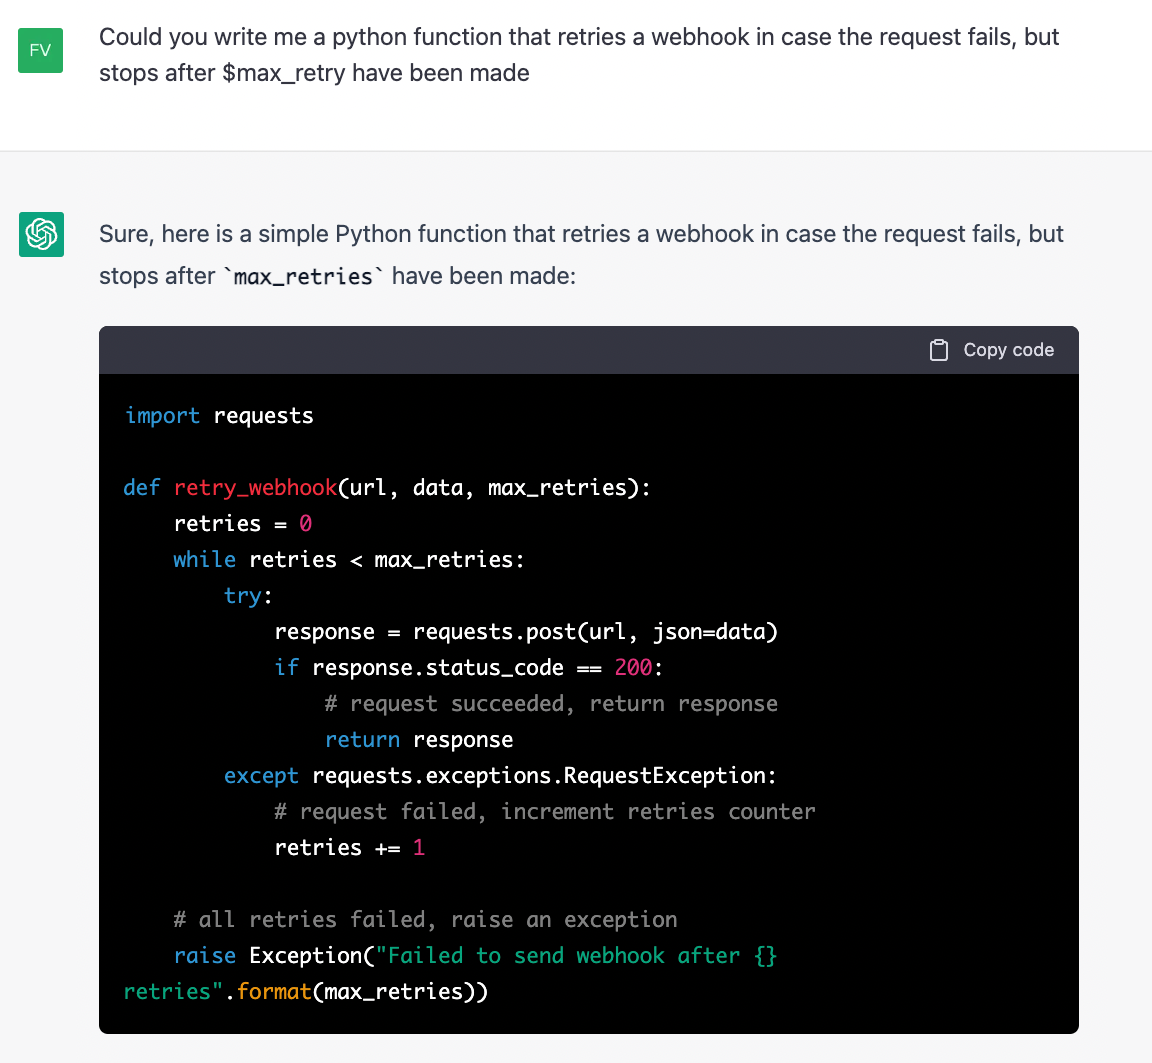 FV
Could you write me a python function that retries a webhook in case the request fails, but
stops after $max_retry have been made
Sure, here is a simple Python function that retries a webhook in case the request fails, but
stops after `max_retries` have been made:
Copy code
import requests
def retry_webhook(url, data, max_retries):
    retries = 0
    while retries < max_retries:
        try:
            response = requests.post(url, json=data)
            if response.status_code == 200:
                # request succeeded, return response
                return response
        except requests.exceptions.RequestException:
            # request failed, increment retries counter
            retries += 1
    # all retries failed, raise an exception
    raise Exception("Failed to send webhook after {}
retries".format(max_retries))